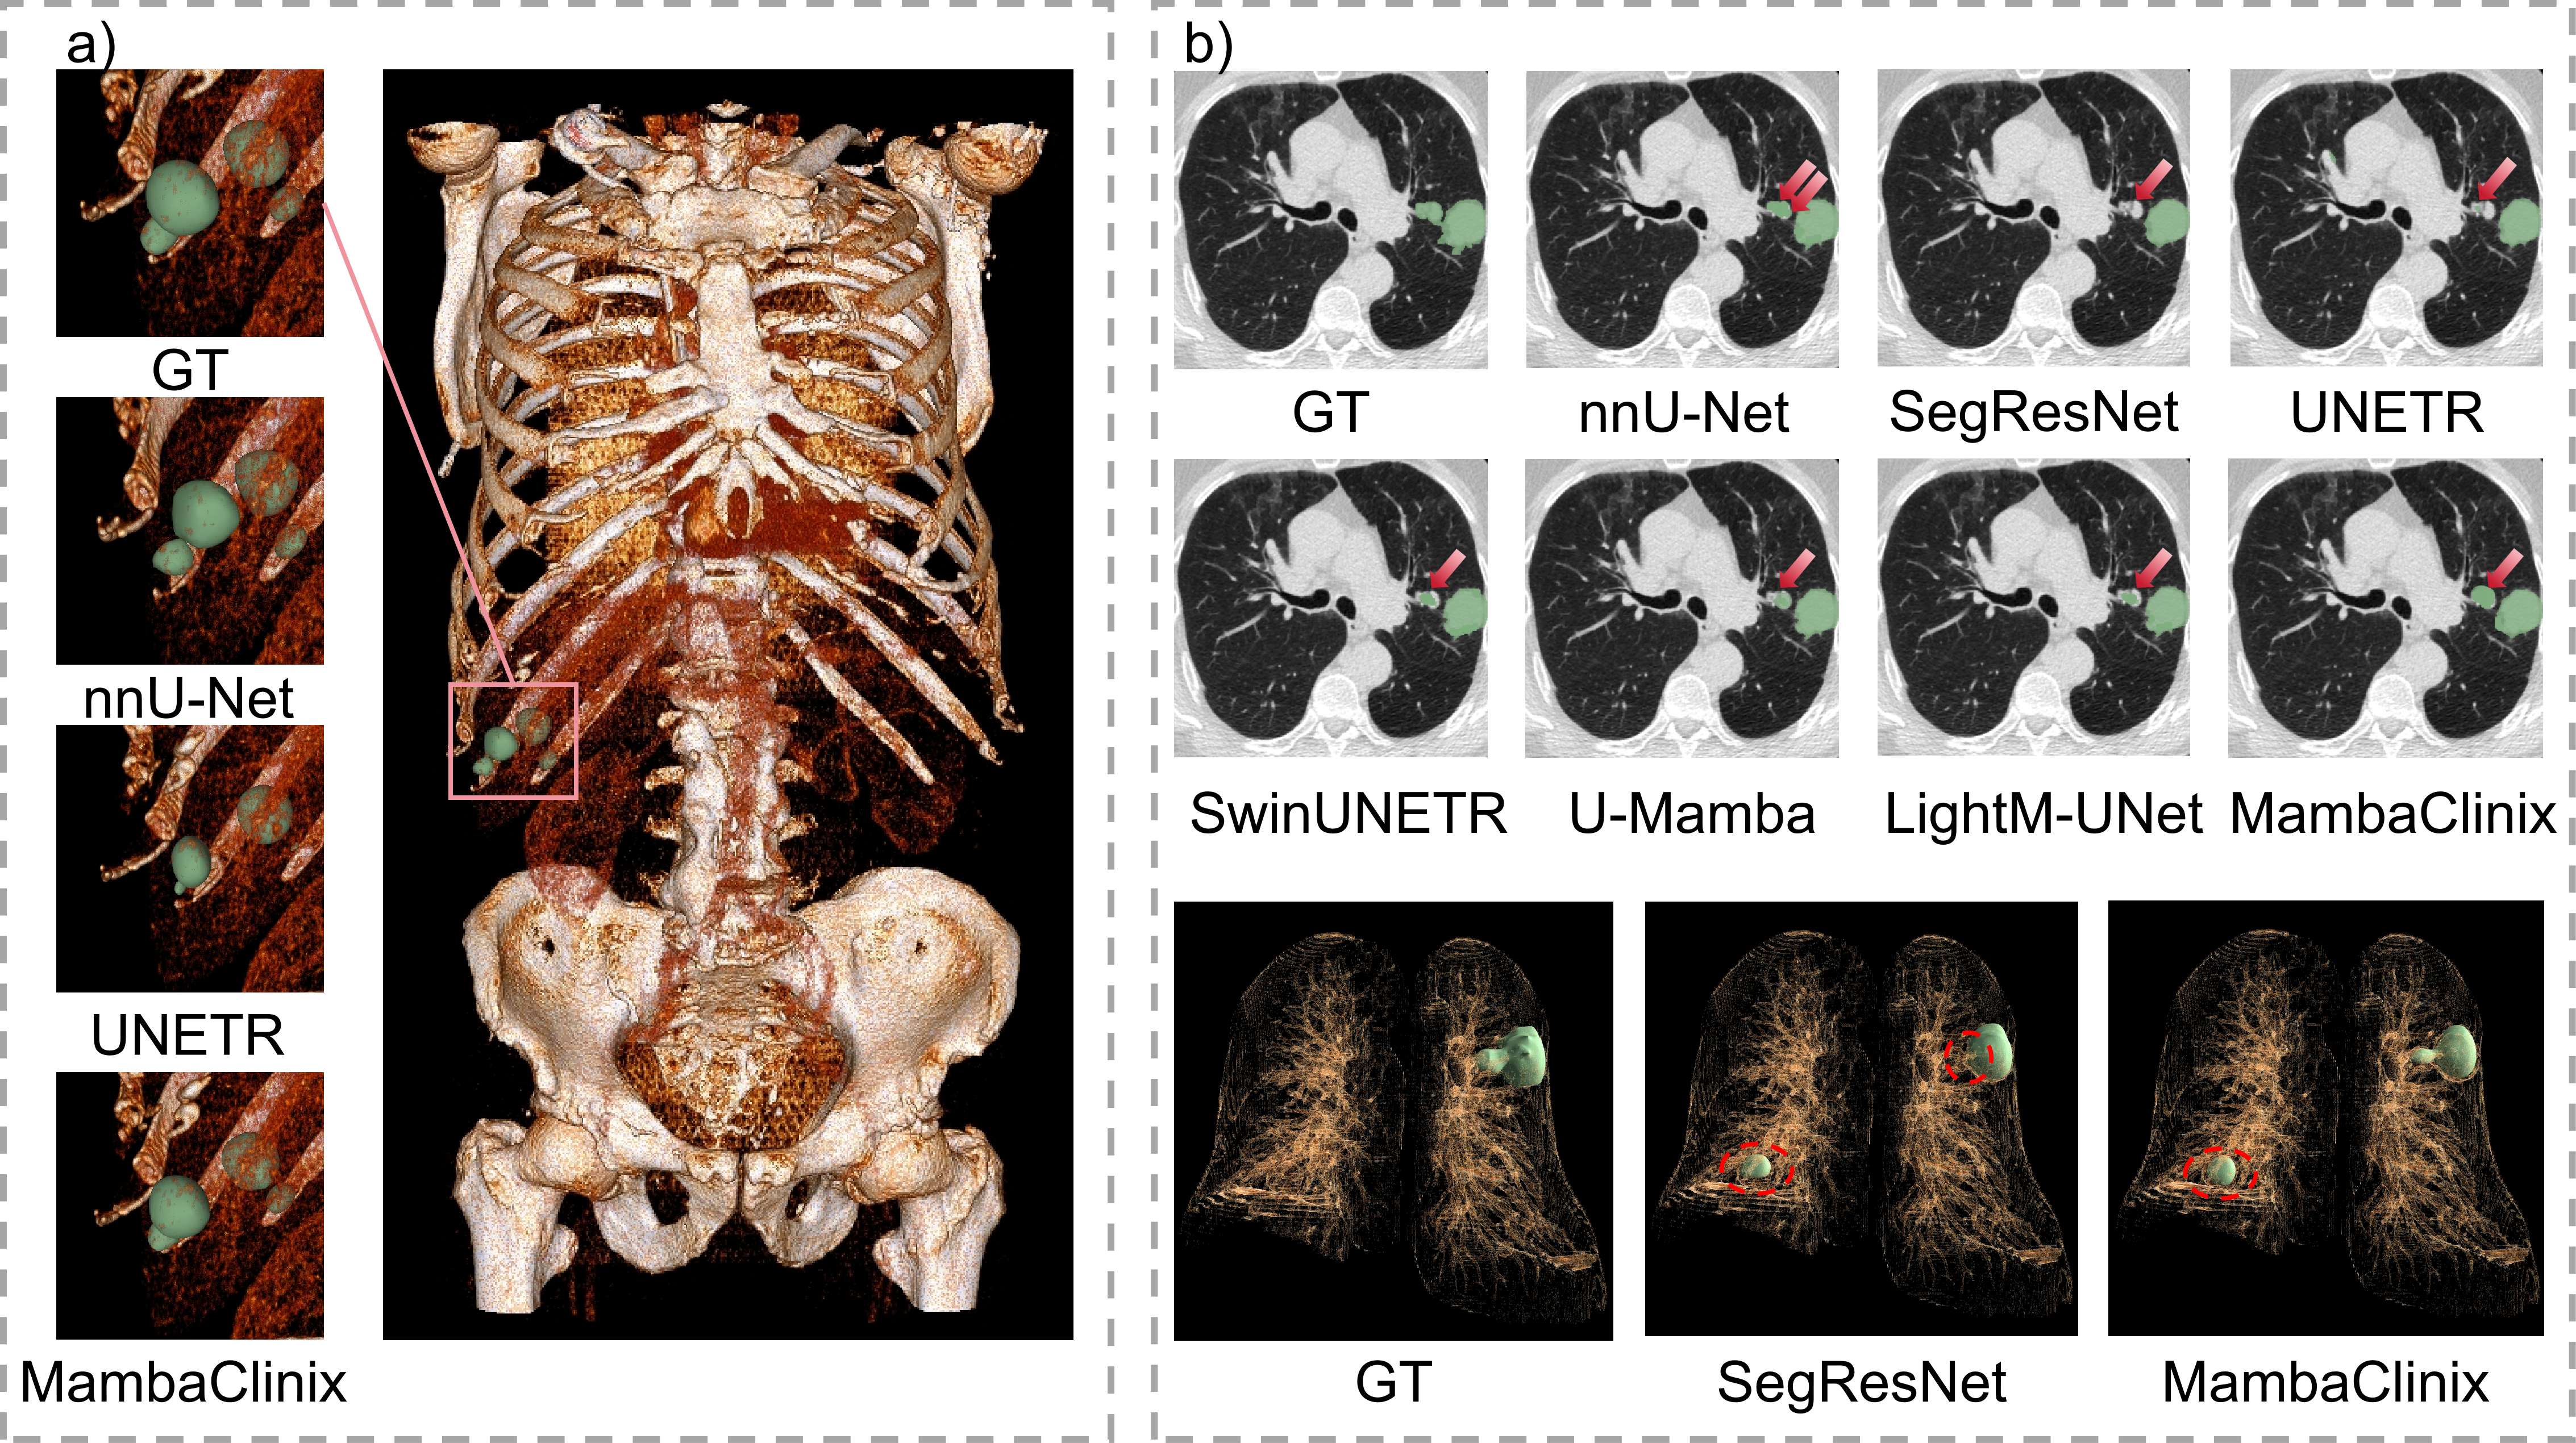 a)
GT
nnU-Net
UNETR
MambaClinix
b)
GT
nnU-Net
SegResNet
UNETR
SwinUNETR
U-Mamba
LightM-UNet
MambaClinix
GT
SegResNet
MambaClinix